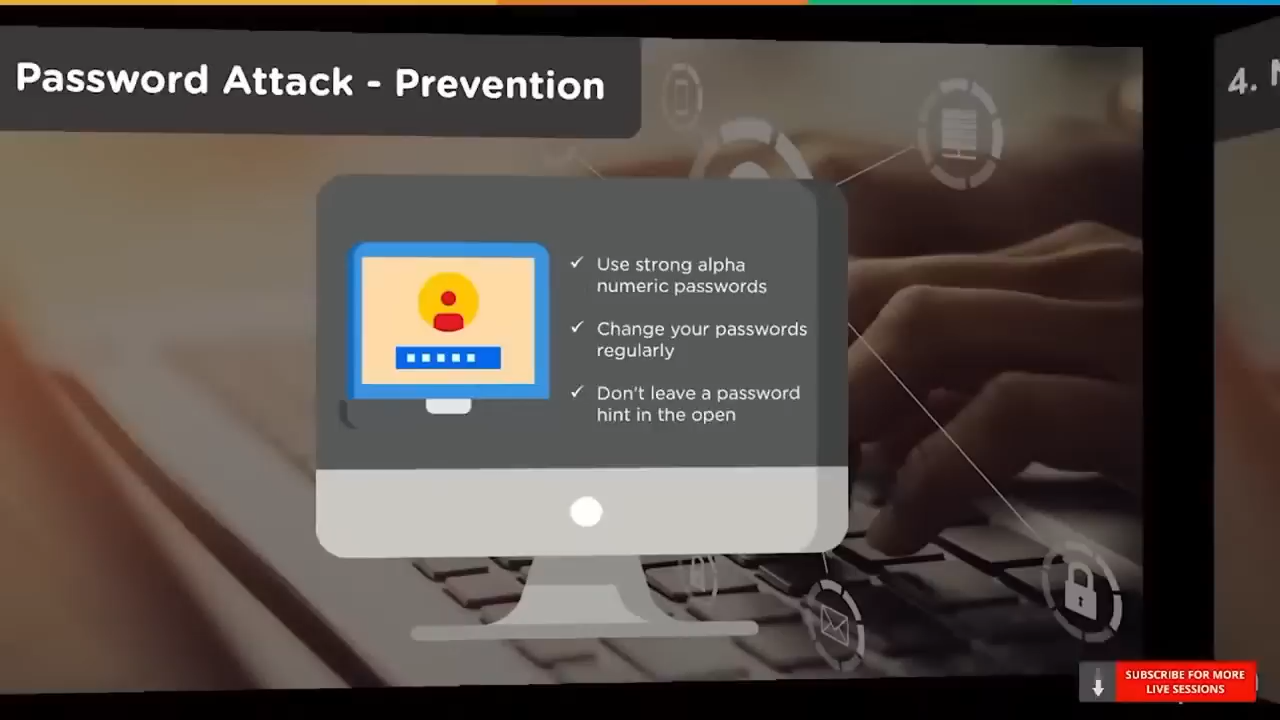 Password Attack - Prevention
4.
✓ Use strong alpha
numeric passwords
✓ Change your passwords
regularly
✓ Don't leave a password
hint in the open
SUBSCRIBE FOR MORE
LIVE SESSIONS